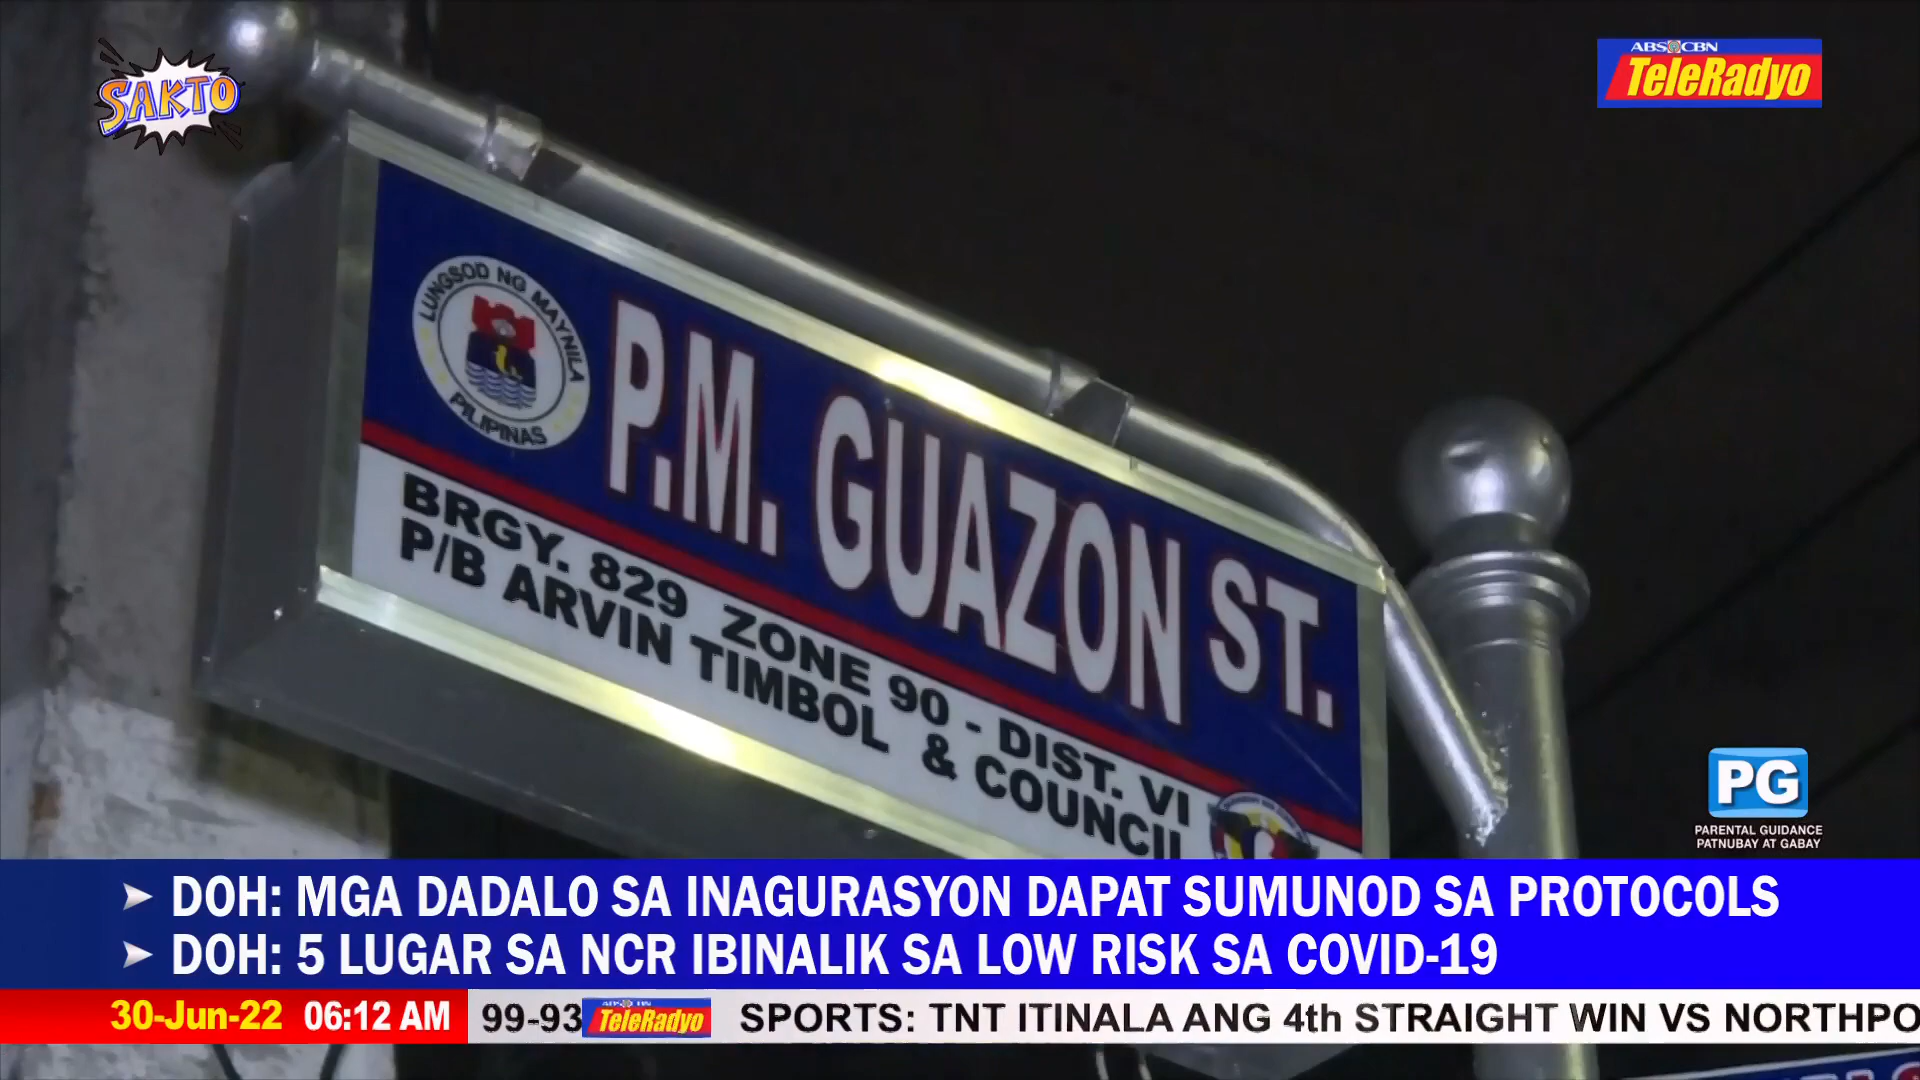 SAKTO
ABS CBN
TeleRadyo
LUNGSOD NG MAYNILA
PILIPINAS
P.M. GUAZON ST.
BRGY. 829 ZONE 90 - DIST. VI
P/B ARVIN TIMBOL & COUNCIL
PG
PARENTAL GUIDANCE
PATNUBAY AT GABAY
DOH: MGA DADALO SA INAGURASYON DAPAT SUMUNOD SA PROTOCOLS
DOH: 5 LUGAR SA NCR IBINALIK SA LOW RISK SA COVID-19
30-Jun-22 06:12 AM 99-93 TeleRadyo SPORTS: TNT ITINALA ANG 4th STRAIGHT WIN VS NORTHPO